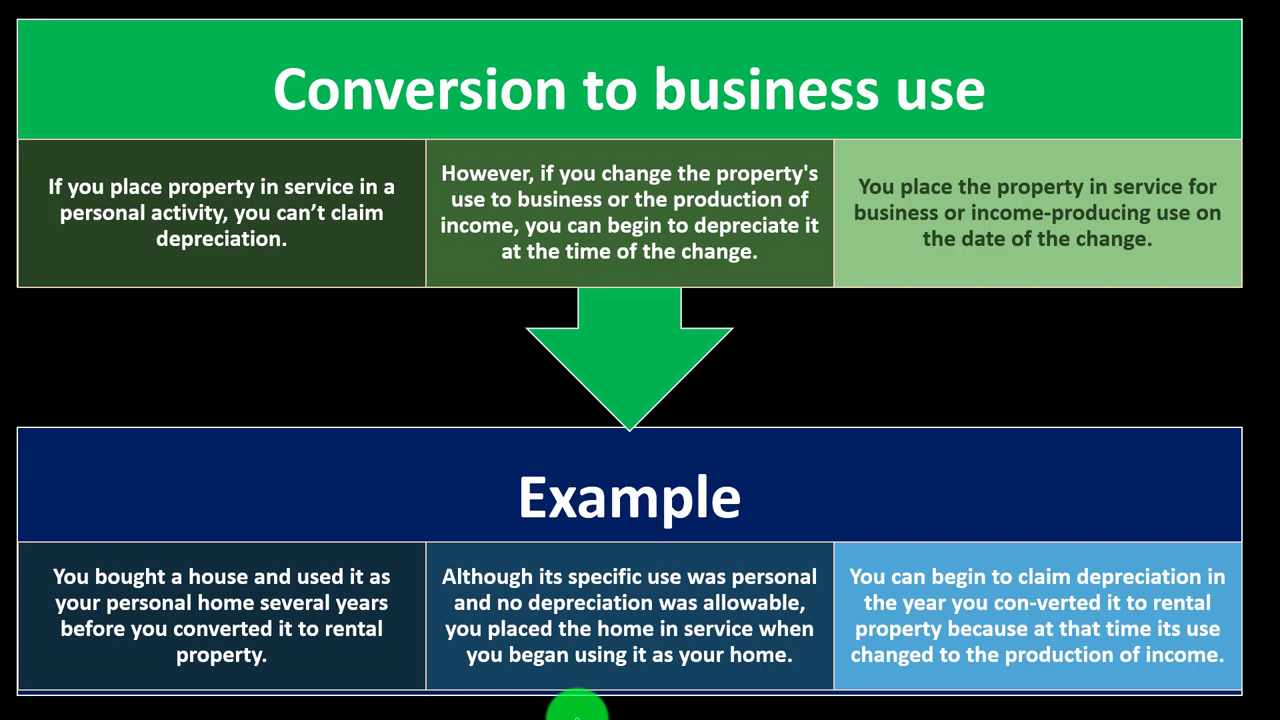 Conversion to business use
If you place property in service in a
personal activity, you can’t claim
depreciation.
However, if you change the property's
use to business or the production of
income, you can begin to depreciate it
at the time of the change.
You place the property in service for
business or income-producing use on
the date of the change.
Example
You bought a house and used it as
your personal home several years
before you converted it to rental
property.
Although its specific use was personal
and no depreciation was allowable,
you placed the home in service when
you began using it as your home.
You can begin to claim depreciation in
the year you con-verted it to rental
property because at that time its use
changed to the production of income.